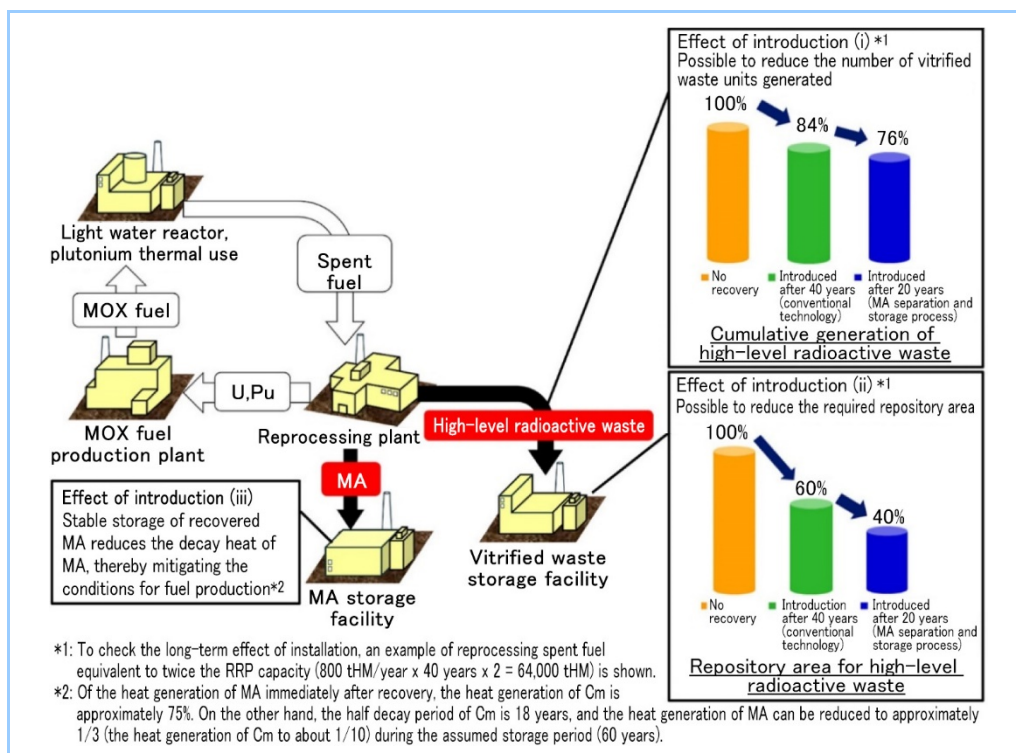 Effect of introduction (i) *1
Possible to reduce the number of vitrified
waste units generated
100%
84%
76%
No
recovery
Introduced
after 40 years
(conventional
technology)
Introduced
after 20 years
(MA separation and
storage process)
Cumulative generation of
high-level radioactive waste
Light water reactor,
plutonium thermal use
Spent
fuel
MOX fuel
U,Pu
MOX fuel
production plant
Reprocessing plant
High-level radioactive waste
MA
Effect of introduction (iii)
Stable storage of recovered
MA reduces the decay heat of
MA, thereby mitigating the
conditions for fuel production*2
MA storage
facility
Vitrified waste
storage facility
Effect of introduction (ii) *1
Possible to reduce the required repository area
100%
60%
40%
No
recovery
Introduction
after 40 years
(conventional
technology)
Introduced
after 20 years
(MA separation and
storage process)
Repository area for high-level
radioactive waste
*1: To check the long-term effect of installation, an example of reprocessing spent fuel
equivalent to twice the RRP capacity (800 tHM/year x 40 years x 2 = 64,000 tHM) is shown.
*2: Of the heat generation of MA immediately after recovery, the heat generation of Cm is
approximately 75%. On the other hand, the half decay period of Cm is 18 years, and the heat generation of MA can be reduced to approximately
1/3 (the heat generation of Cm to about 1/10) during the assumed storage period (60 years).